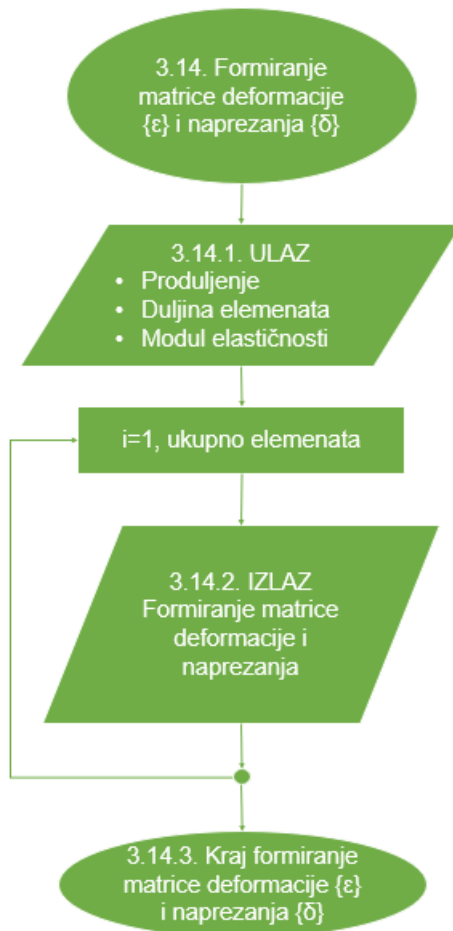 3.14. Formiranje
matrice deformacije
{ε} i naprezanja {δ}
3.14.1. ULAZ
• Produljenje
• Duljina elemenata
• Modul elastičnosti
i=1, ukupno elemenata
3.14.2. IZLAZ
Formiranje matrice
deformacije i
naprezanja
3.14.3. Kraj formiranje
matrice deformacije {ε}
i naprezanja {δ}